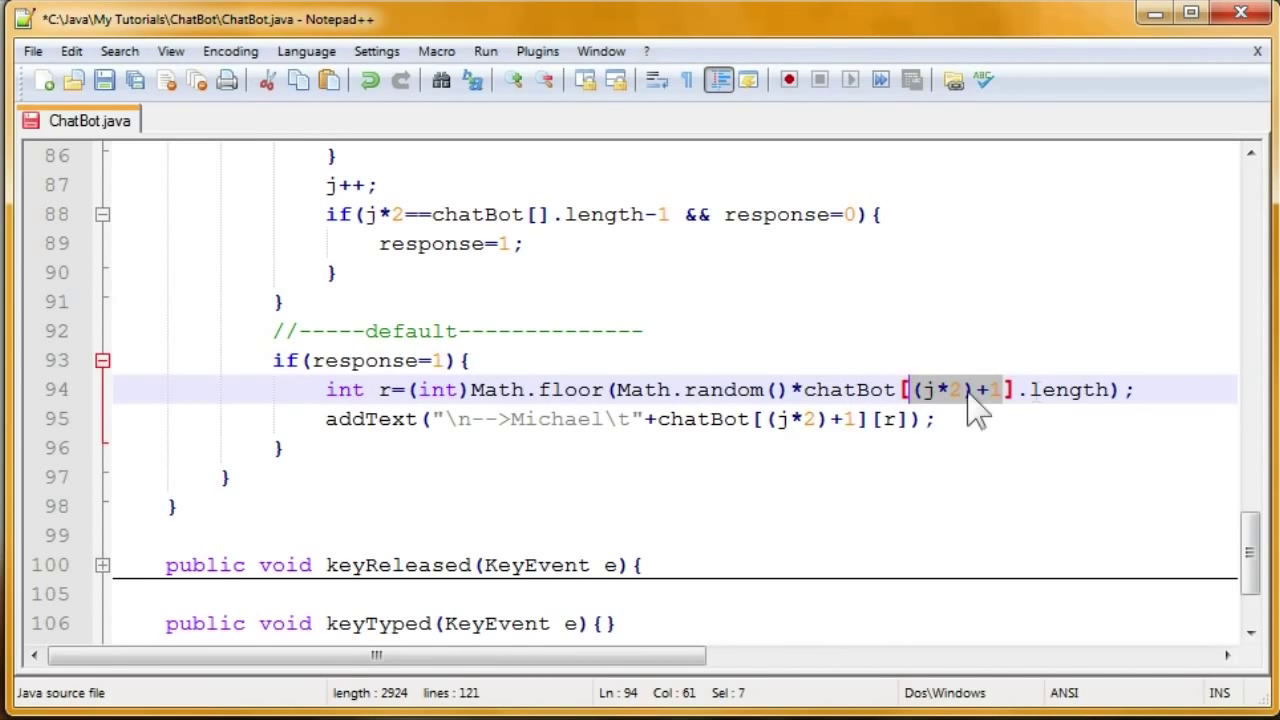 *C:\Java\My Tutorials\ChatBot\ChatBot.java - Notepad++
File Edit Search View Encoding Language Settings Macro Run Plugins Window ? X
ChatBot.java
86 }
87 j++;
88 if(j*2==chatBot[].length-1 && response=0){
89 response=1;
90 }
91 }
92 //-----default--------------
93 if(response=1){
94 int r=(int)Math.floor(Math.random()*chatBot[(j*2)+1].length);
95 addText("\n-->Michael\t"+chatBot[(j*2)+1][r]);
96 }
97 }
98 }
99
100 public void keyReleased(KeyEvent e){
105
106 public void keyTyped(KeyEvent e){}
Java source file length : 2924 lines : 121 Ln : 94 Col : 61 Sel : 7 Dos\Windows ANSI INS